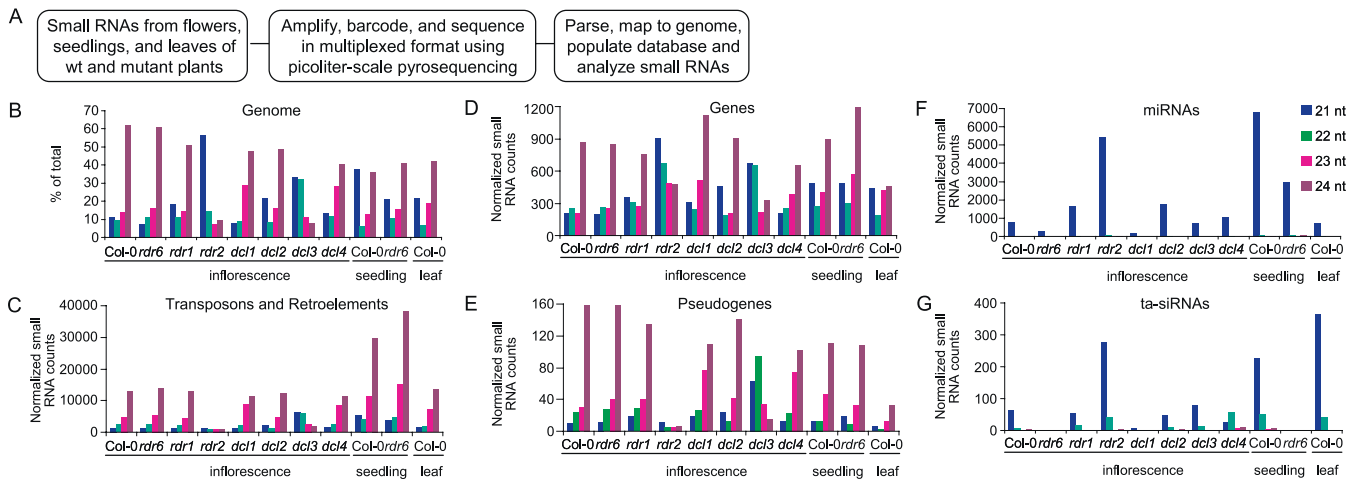 A
Small RNAs from flowers,
seedlings, and leaves of
wt and mutant plants
Amplify, barcode, and sequence
in multiplexed format using
picoliter-scale pyrosequencing
Parse, map to genome,
populate database and
analyze small RNAs
B
Genome
% of total
70
60
50
40
30
20
10
0
Col-0 rdr6 rdr1 rdr2 dcl1 dcl2 dcl3 dcl4 Col-0 rdr6 Col-0
inflorescence seedling leaf
C
Transposons and Retroelements
Normalized small
RNA counts
40000
30000
20000
10000
0
Col-0 rdr6 rdr1 rdr2 dcl1 dcl2 dcl3 dcl4 Col-0 rdr6 Col-0
inflorescence seedling leaf
D
Genes
Normalized small
RNA counts
1200
900
600
300
0
Col-0 rdr6 rdr1 rdr2 dcl1 dcl2 dcl3 dcl4 Col-0 rdr6 Col-0
inflorescence seedling leaf
E
Pseudogenes
Normalized small
RNA counts
160
120
80
40
0
Col-0 rdr6 rdr1 rdr2 dcl1 dcl2 dcl3 dcl4 Col-0 rdr6 Col-0
inflorescence seedling leaf
F
miRNAs
Normalized small
RNA counts
7000
6000
5000
4000
3000
2000
1000
0
Col-0 rdr6 rdr1 rdr2 dcl1 dcl2 dcl3 dcl4 Col-0 rdr6 Col-0
inflorescence seedling leaf
21 nt
22 nt
23 nt
24 nt
G
ta-siRNAs
Normalized small
RNA counts
400
300
200
100
0
Col-0 rdr6 rdr1 rdr2 dcl1 dcl2 dcl3 dcl4 Col-0 rdr6 Col-0
inflorescence seedling leaf